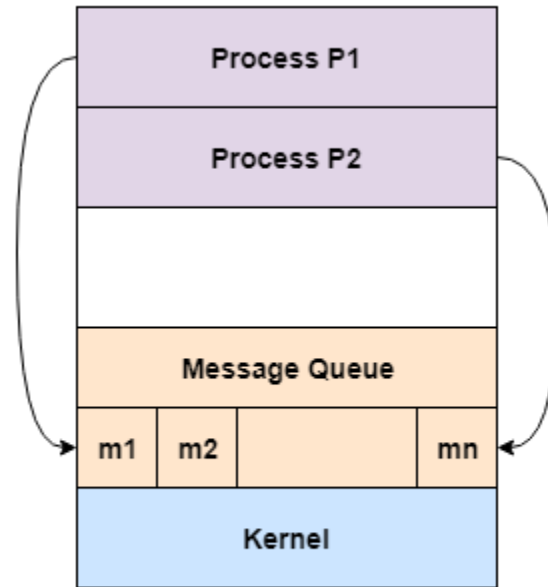 Process P1
Process P2
Message Queue
m1 m2 mn
Kernel